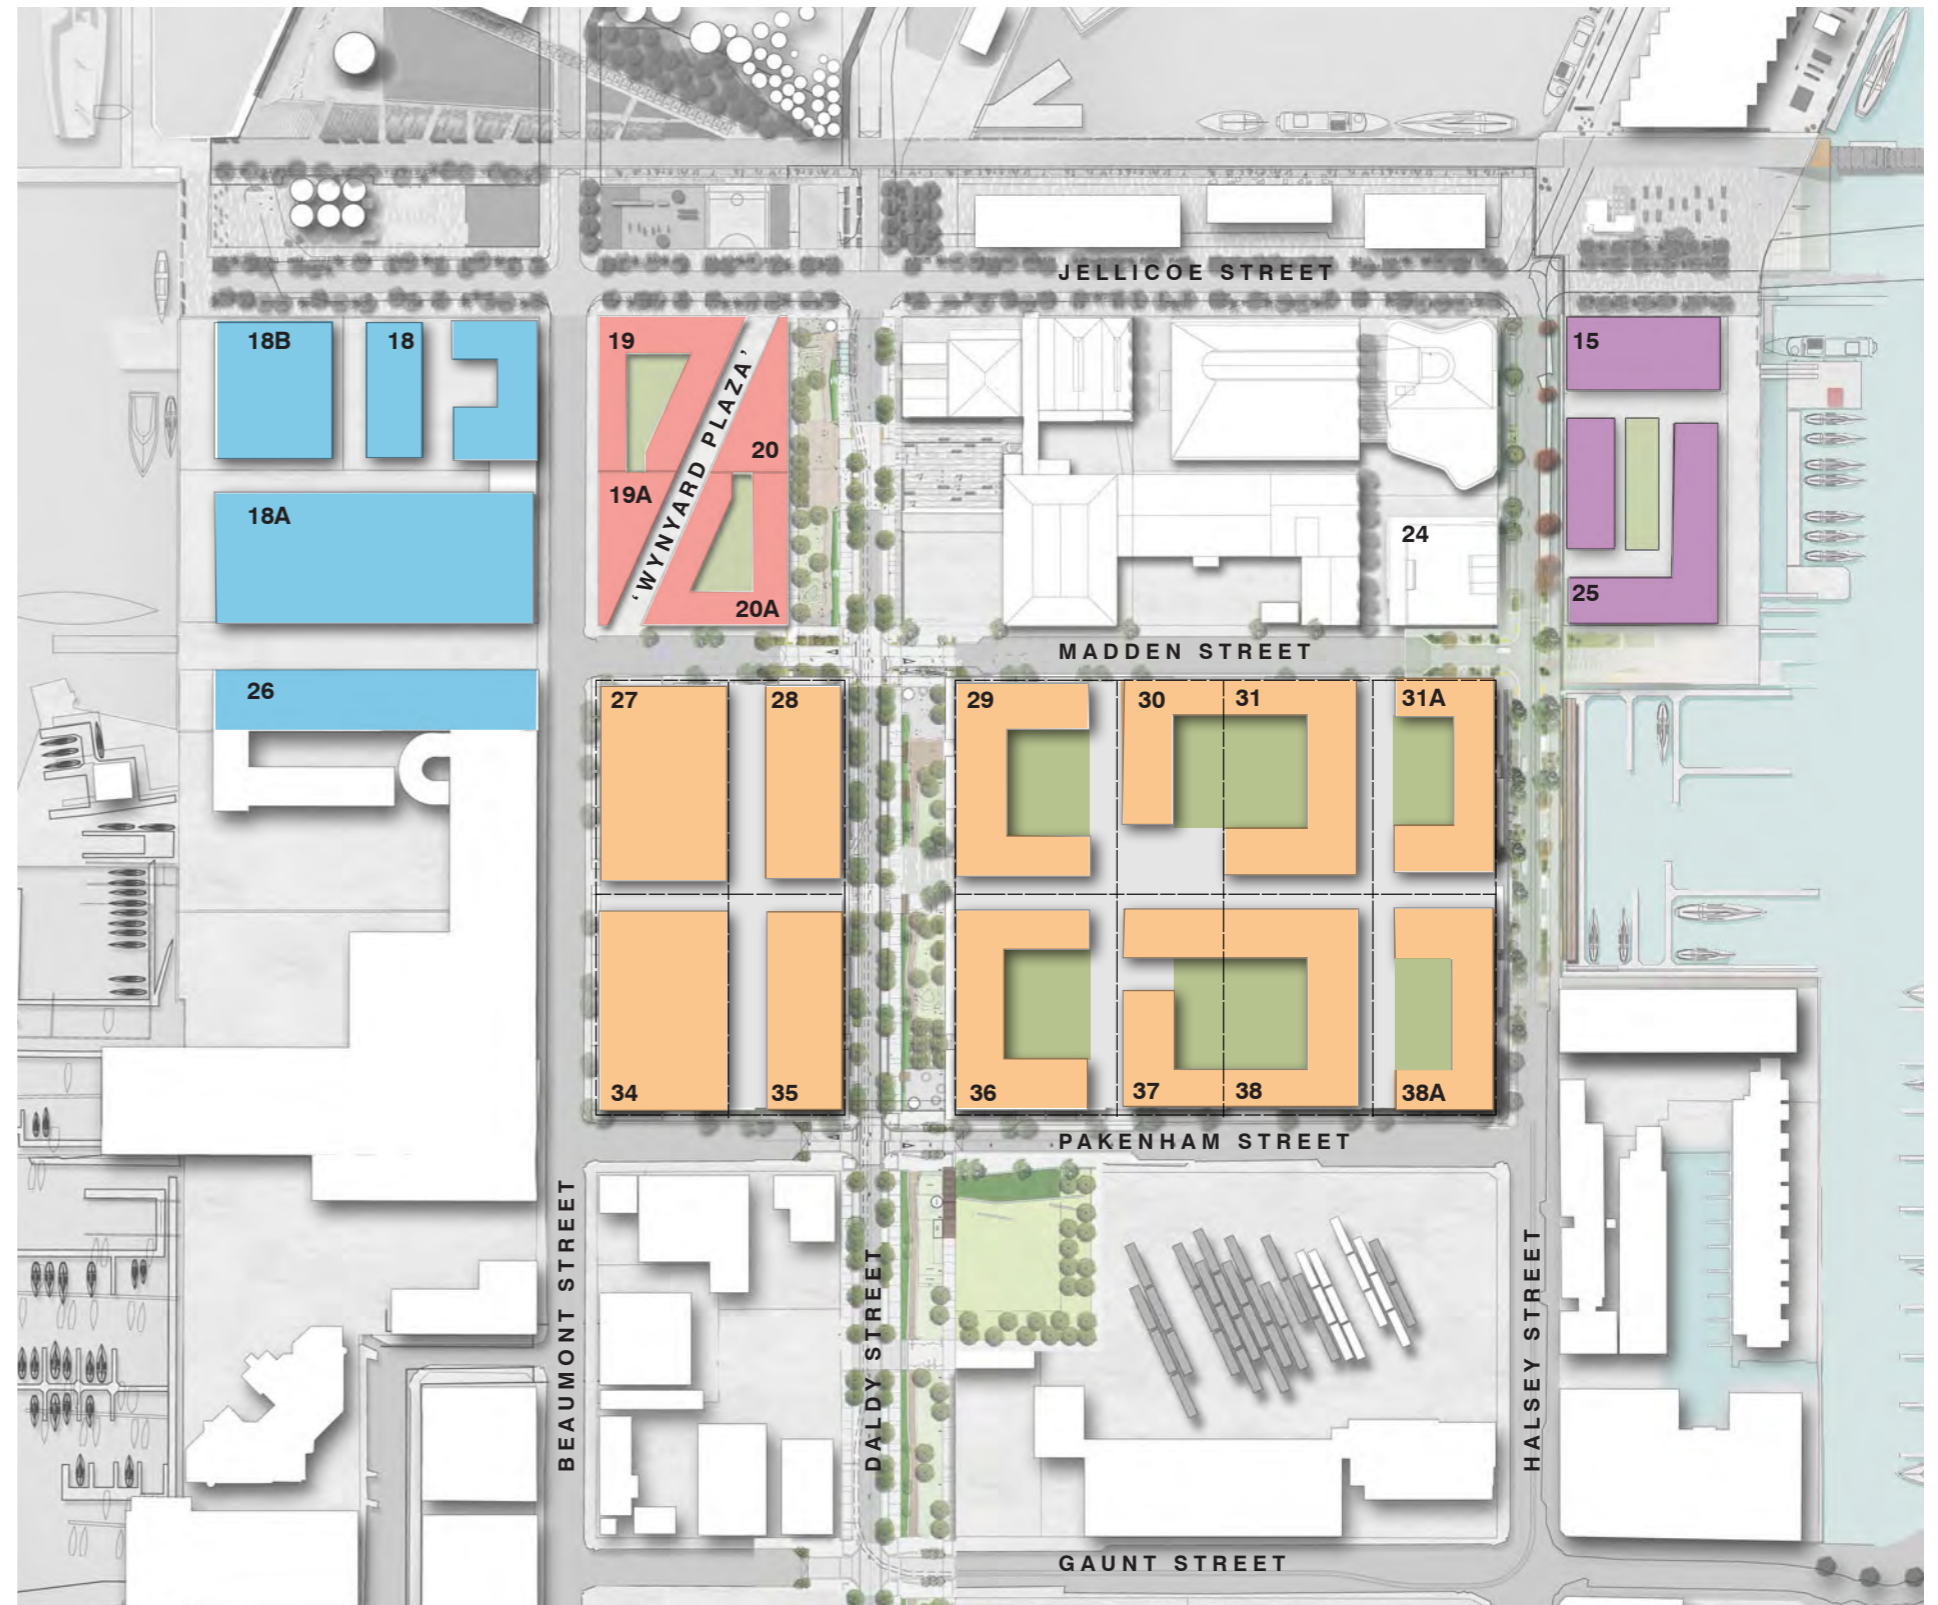 JELLICOE STREET
18B
18
19
15
20
'WYNYARD PLAZA'
19A
18A
24
25
20A
MADDEN STREET
26
27
28
29
30
31
31A
34
35
36
37
38
38A
PAKENHAM STREET
BEAUMONT STREET
DALDY STREET
HALSEY STREET
GAUNT STREET